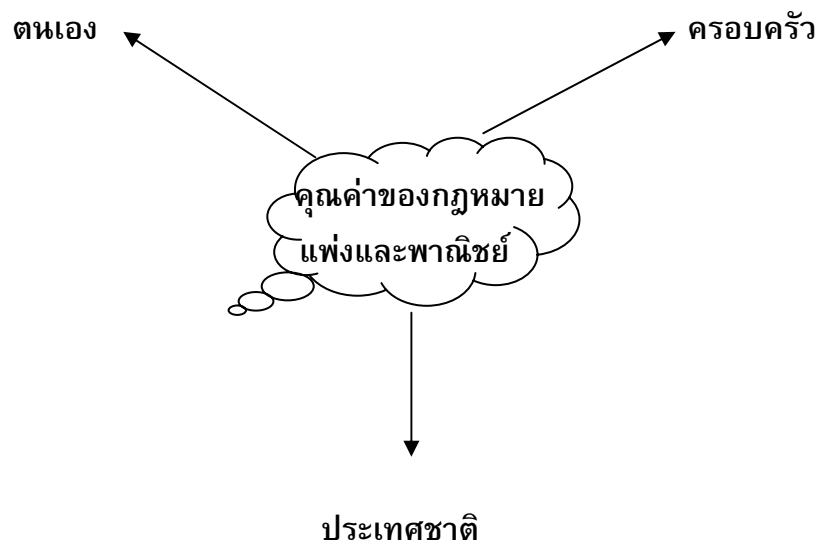 ตนเอง
ครอบครัว
คุณค่าของกฎหมาย
แพ่งและพาณิชย์
ประเทศชาติ